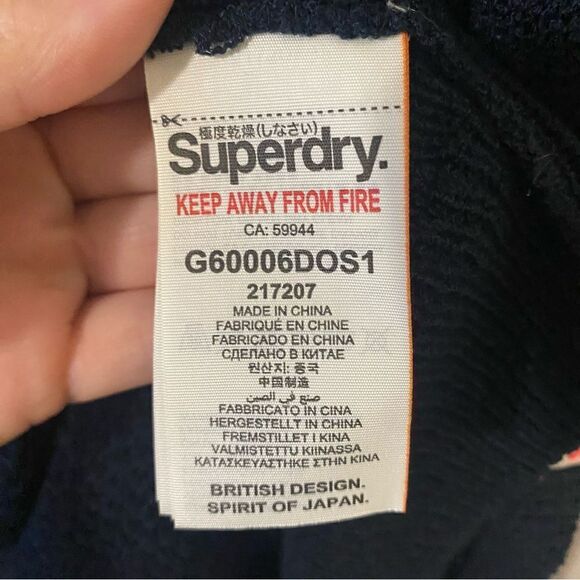 極度乾燥(しなさい)
Superdry.
KEEP AWAY FROM FIRE
CA: 59944
G60006DOS1
217207
MADE IN CHINA
FABRIQUÉ EN CHINE
FABRICADO EN CHINA
СДЕЛАНО В КИТАЕ
원산지: 중국
中国制造
صنع في الصين
FABBRICATO IN CINA
HERGESTELLT IN CHINA
FREMSTILLET I KINA
VALMISTETTU KIINASSA
ΚΑΤΑΣΚΕΥΑΣΤΗΚΕ ΣΤΗΝ ΚΙΝΑ
BRITISH DESIGN.
SPIRIT OF JAPAN.